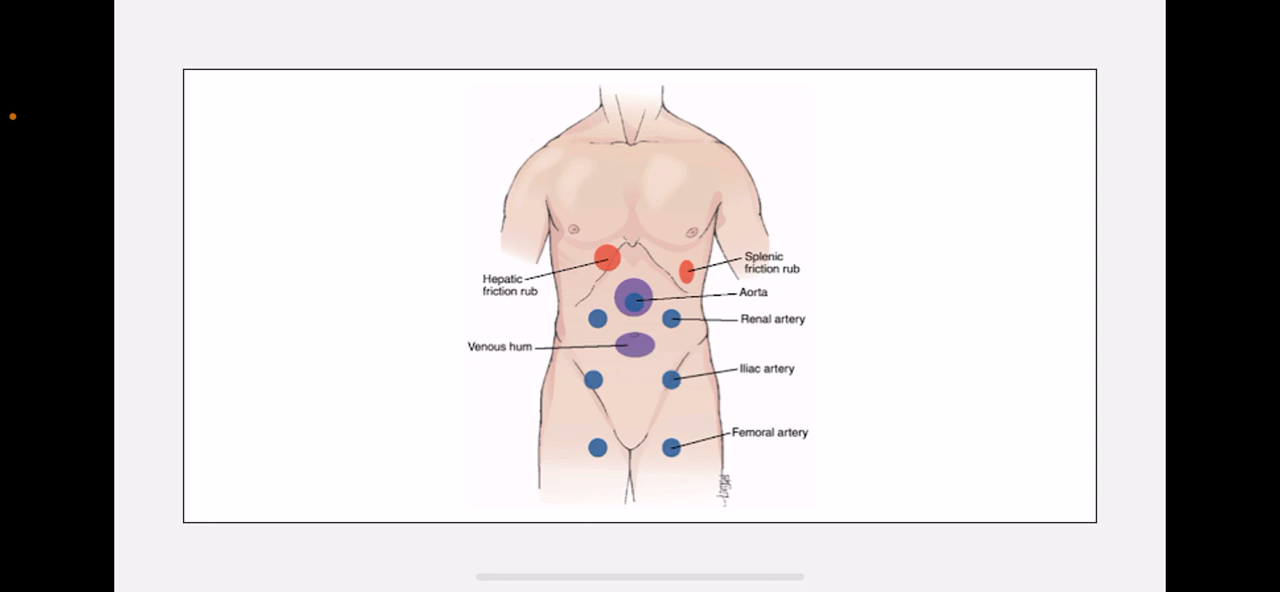 Hepatic
friction rub
Splenic
friction rub
Aorta
Renal artery
Venous hum
Iliac artery
Femoral artery